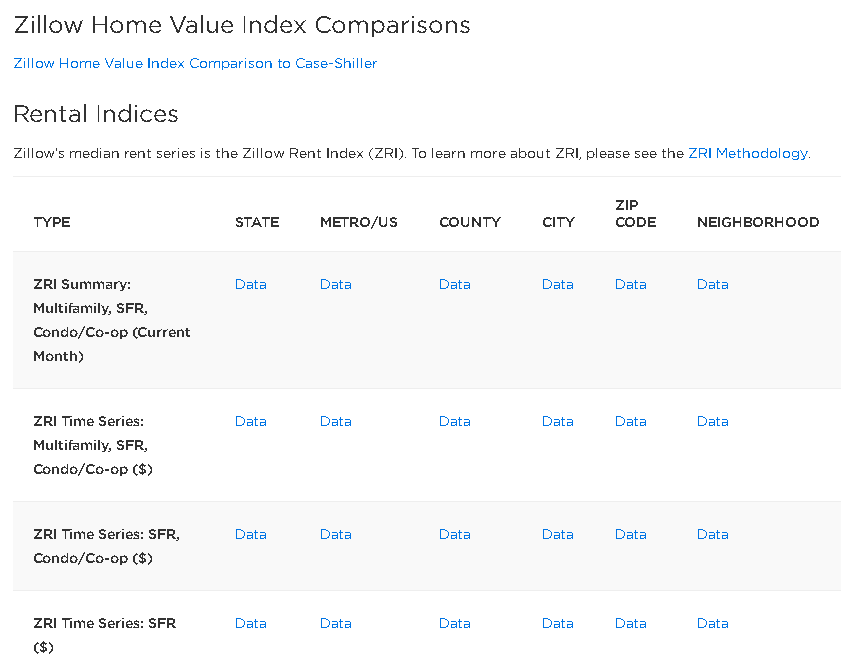 Zillow Home Value Index Comparisons
Zillow Home Value Index Comparison to Case-Shiller
Rental Indices
Zillow's median rent series is the Zillow Rent Index (ZRI). To learn more about ZRI, please see the ZRI Methodology.
TYPE STATE METRO/US COUNTY CITY ZIP CODE NEIGHBORHOOD
ZRI Summary: Data Data Data Data Data Data
Multifamily, SFR,
Condo/Co-op (Current
Month)
ZRI Time Series: Data Data Data Data Data Data
Multifamily, SFR,
Condo/Co-op ($)
ZRI Time Series: SFR, Data Data Data Data Data Data
Condo/Co-op ($)
ZRI Time Series: SFR Data Data Data Data Data Data
($)